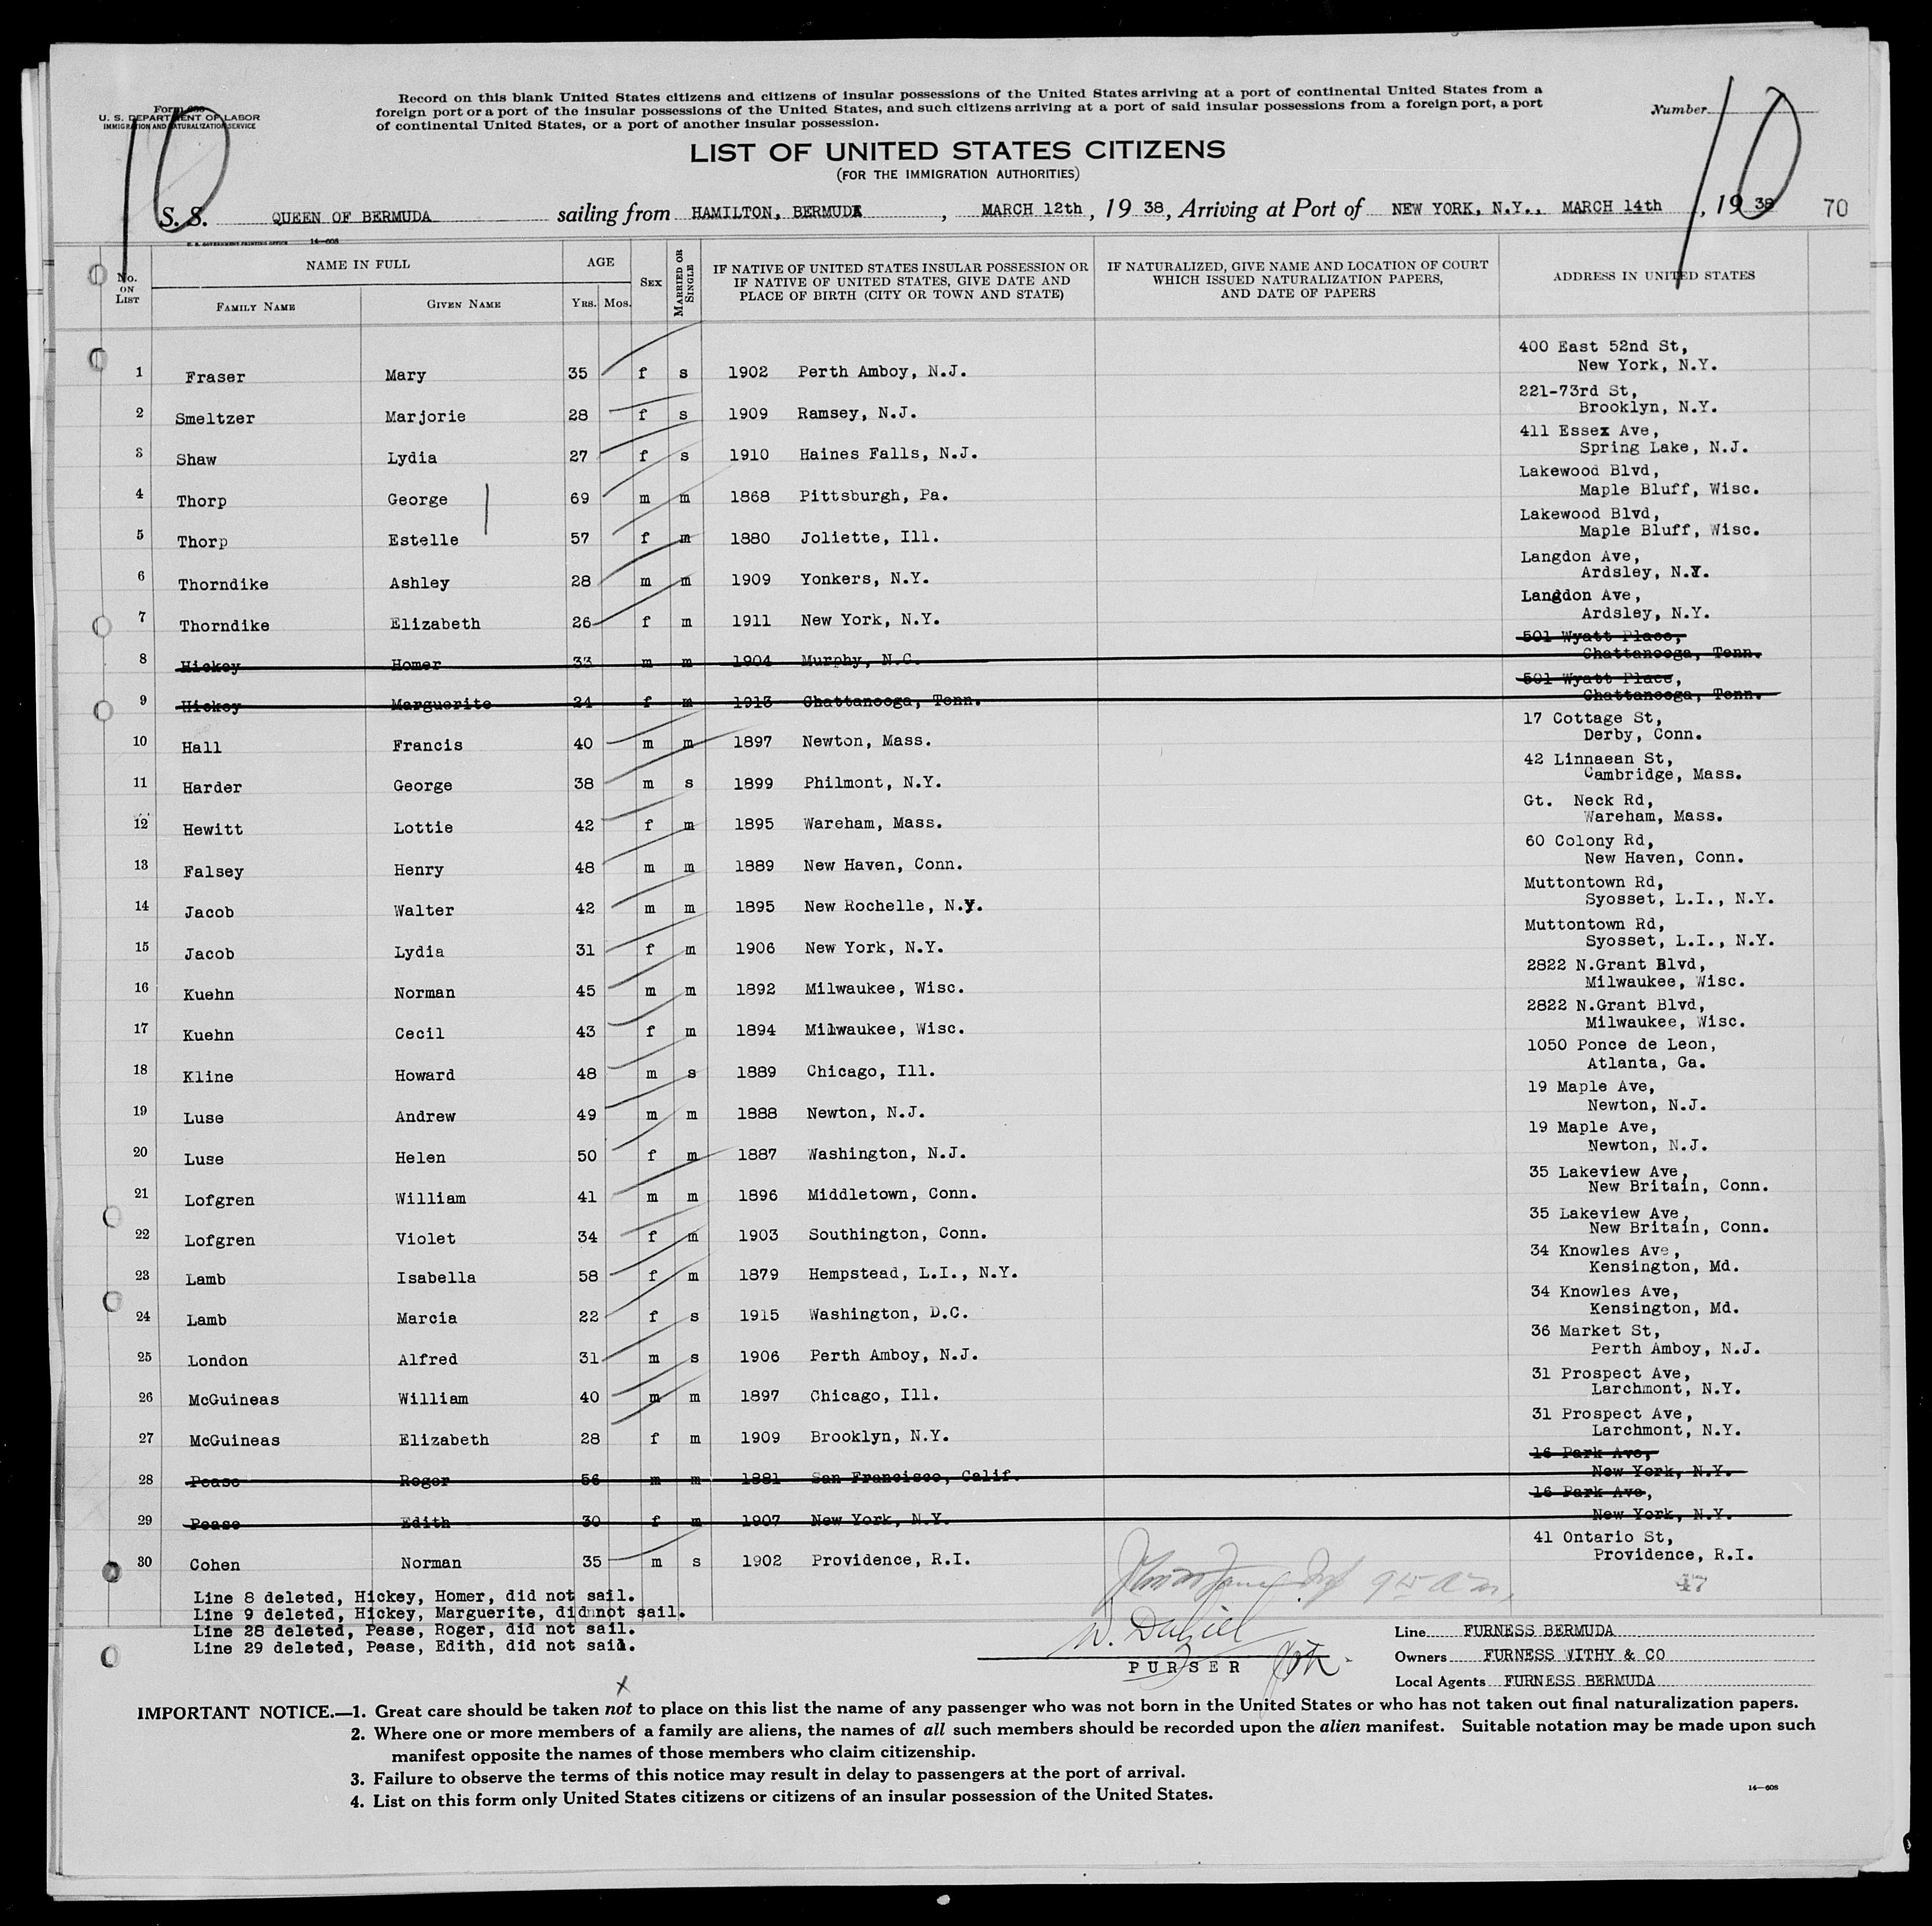 Form 630
U. S. DEPARTMENT OF LABOR
IMMIGRATION AND NATURALIZATION SERVICE
10
Record on this blank United States citizens and citizens of insular possessions of the United States arriving at a port of continental United States from a
foreign port or a port of the insular possessions of the United States, and such citizens arriving at a port of said insular possessions from a foreign port, a port
of continental United States, or a port of another insular possession.
Number
10
LIST OF UNITED STATES CITIZENS
(FOR THE IMMIGRATION AUTHORITIES)
S. S. QUEEN OF BERMUDA sailing from HAMILTON, BERMUDA, MARCH 12th, 19 38, Arriving at Port of NEW YORK, N.Y., MARCH 14th, 19 38 70
U. S. GOVERNMENT PRINTING OFFICE 14—608
No. ON LIST NAME IN FULL FAMILY NAME GIVEN NAME AGE YRS. MOS. SEX MARRIED OR SINGLE IF NATIVE OF UNITED STATES INSULAR POSSESSION OR IF NATIVE OF UNITED STATES, GIVE DATE AND PLACE OF BIRTH (CITY OR TOWN AND STATE) IF NATURALIZED, GIVE NAME AND LOCATION OF COURT WHICH ISSUED NATURALIZATION PAPERS, AND DATE OF PAPERS ADDRESS IN UNITED STATES
400 East 52nd St,
1 Fraser Mary 35 f s 1902 Perth Amboy, N.J. New York, N.Y.
221-73rd St,
2 Smeltzer Marjorie 28 f s 1909 Ramsey, N.J. Brooklyn, N.Y.
411 Essex Ave,
3 Shaw Lydia 27 f s 1910 Haines Falls, N.J. Spring Lake, N.J.
Lakewood Blvd,
4 Thorp George 69 m m 1868 Pittsburgh, Pa. Maple Bluff, Wisc.
Lakewood Blvd,
5 Thorp Estelle 57 f m 1880 Joliette, Ill. Maple Bluff, Wisc.
Langdon Ave,
6 Thorndike Ashley 28 m m 1909 Yonkers, N.Y. Ardsley, N.Y.
Langdon Ave,
7 Thorndike Elizabeth 26 f m 1911 New York, N.Y. Ardsley, N.Y.
501 Wyatt Place,
8 Hickey Homer 33 m m 1904 Murphy, N.C. Chattanooga, Tenn.
501 Wyatt Place,
9 Hickey Marguerite 24 f m 1913 Chattanooga, Tenn. Chattanooga, Tenn.
17 Cottage St,
10 Hall Francis 40 m m 1897 Newton, Mass. Derby, Conn.
42 Linnaean St,
11 Harder George 38 m s 1899 Philmont, N.Y. Cambridge, Mass.
Gt. Neck Rd,
12 Hewitt Lottie 42 f m 1895 Wareham, Mass. Wareham, Mass.
60 Colony Rd,
13 Falsey Henry 48 m m 1889 New Haven, Conn. New Haven, Conn.
Muttontown Rd,
14 Jacob Walter 42 m m 1895 New Rochelle, N.Y. Syosset, L.I., N.Y.
Muttontown Rd,
15 Jacob Lydia 31 f m 1906 New York, N.Y. Syosset, L.I., N.Y.
2822 N.Grant Blvd,
16 Kuehn Norman 45 m m 1892 Milwaukee, Wisc. Milwaukee, Wisc.
2822 N.Grant Blvd,
17 Kuehn Cecil 43 f m 1894 Milwaukee, Wisc. Milwaukee, Wisc.
1050 Ponce de Leon,
18 Kline Howard 48 m s 1889 Chicago, Ill. Atlanta, Ga.
19 Maple Ave,
19 Luse Andrew 49 m m 1888 Newton, N.J. Newton, N.J.
19 Maple Ave,
20 Luse Helen 50 f m 1887 Washington, N.J. Newton, N.J.
35 Lakeview Ave,
21 Lofgren William 41 m m 1896 Middletown, Conn. New Britain, Conn.
35 Lakeview Ave,
22 Lofgren Violet 34 f m 1903 Southington, Conn. New Britain, Conn.
34 Knowles Ave,
23 Lamb Isabella 58 f m 1879 Hempstead, L.I., N.Y. Kensington, Md.
34 Knowles Ave,
24 Lamb Marcia 22 f s 1915 Washington, D.C. Kensington, Md.
36 Market St,
25 London Alfred 31 m s 1906 Perth Amboy, N.J. Perth Amboy, N.J.
31 Prospect Ave,
26 McGuineas William 40 m m 1897 Chicago, Ill. Larchmont, N.Y.
31 Prospect Ave,
27 McGuineas Elizabeth 28 f m 1909 Brooklyn, N.Y. Larchmont, N.Y.
16 Park Ave,
28 Pease Roger 56 m m 1881 San Francisco, Calif. New York, N.Y.
16 Park Ave,
29 Pease Edith 30 f m 1907 New York, N.Y. New York, N.Y.
41 Ontario St,
30 Cohen Norman 35 m s 1902 Providence, R.I. Providence, R.I.
47
Line 8 deleted, Hickey, Homer, did not sail.
Line 9 deleted, Hickey, Marguerite, did not sail.
Line 28 deleted, Pease, Roger, did not sail.
Line 29 deleted, Pease, Edith, did not sail.
PURSER
Line FURNESS BERMUDA
Owners FURNESS WITHY & CO
Local Agents FURNESS BERMUDA
x
IMPORTANT NOTICE.—1. Great care should be taken not to place on this list the name of any passenger who was not born in the United States or who has not taken out final naturalization papers.
2. Where one or more members of a family are aliens, the names of all such members should be recorded upon the alien manifest. Suitable notation may be made upon such
manifest opposite the names of those members who claim citizenship.
3. Failure to observe the terms of this notice may result in delay to passengers at the port of arrival.
4. List on this form only United States citizens or citizens of an insular possession of the United States.
14—608